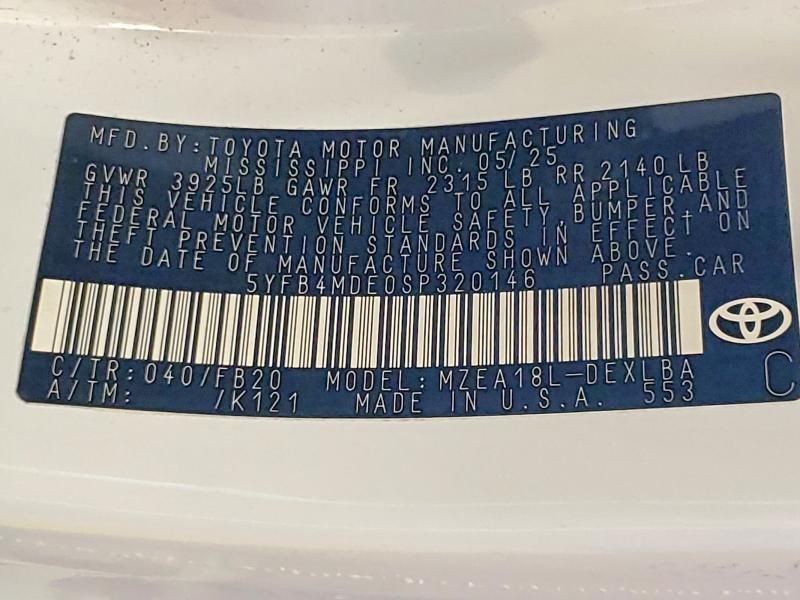 MFD.BY:TOYOTA MOTOR MANUFACTURING
MISSISSIPPI INC. 05/25
GVWR 3925LB GAWR FR 2315 LB RR 2140 LB
THIS VEHICLE CONFORMS TO ALL APPLICABLE
FEDERAL MOTOR VEHICLE SAFETY,BUMPER AND
THEFT PREVENTION STANDARDS IN EFFECT ON
THE DATE OF MANUFACTURE SHOWN ABOVE.
5YFB4MDE0SP320146 PASS.CAR
C/TR:040/FB20 MODEL:MZEA18L-DEXLBA
A/TM: /K121 MADE IN U.S.A. 553 C